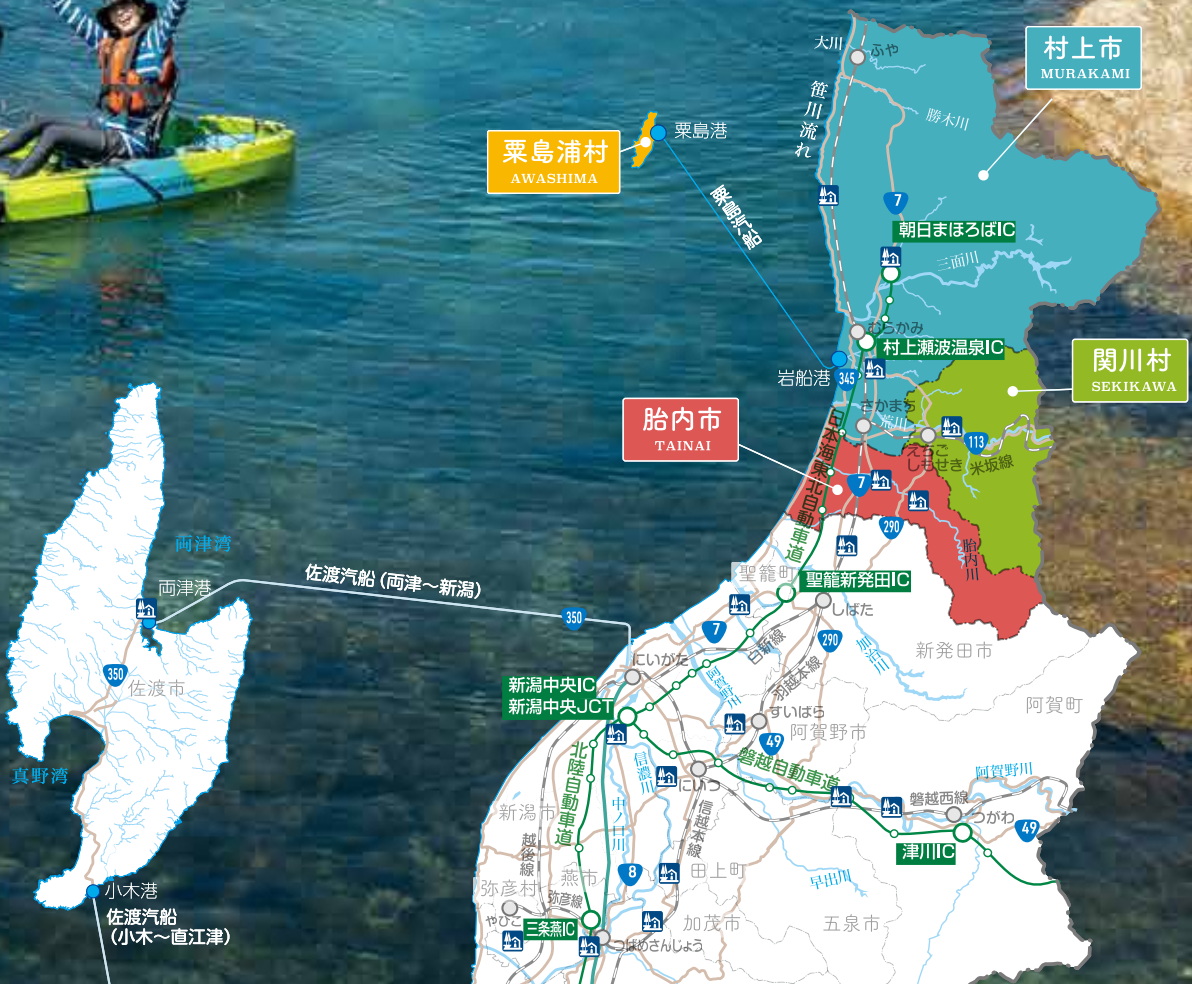 大川
ふや
村上市
MURAKAMI
笹川流れ
勝木川
粟島港
粟島浦村
AWASHIMA
粟島汽船
7
朝日まほろばIC
三面川
むらかみ
村上瀬波温泉IC
岩船港
345
関川村
SEKIKAWA
胎内市
TAINAI
さかまち
荒川
113
えちご
しもせき
米坂線
日本海東北自動車道
7
290
胎内川
両津湾
両津港
佐渡汽船(両津〜新潟)
350
聖籠町
聖籠新発田IC
しばた
7
白新線
290
加治川
新発田市
350
佐渡市
にいがた
羽越本線
阿賀野川
新潟中央IC
新潟中央JCT
すいばら
阿賀野市
49
阿賀町
真野湾
北陸自動車道
信濃川
にいつ
磐越自動車道
阿賀野川
磐越西線
つがわ
49
新潟市
越後線
中ノ口川
信越本線
津川IC
8
田上町
早出川
小木港
佐渡汽船
(小木〜直江津)
弥彦村
燕市
弥彦線
やひこ
三条燕IC
つばめさんじょう
加茂市
五泉市